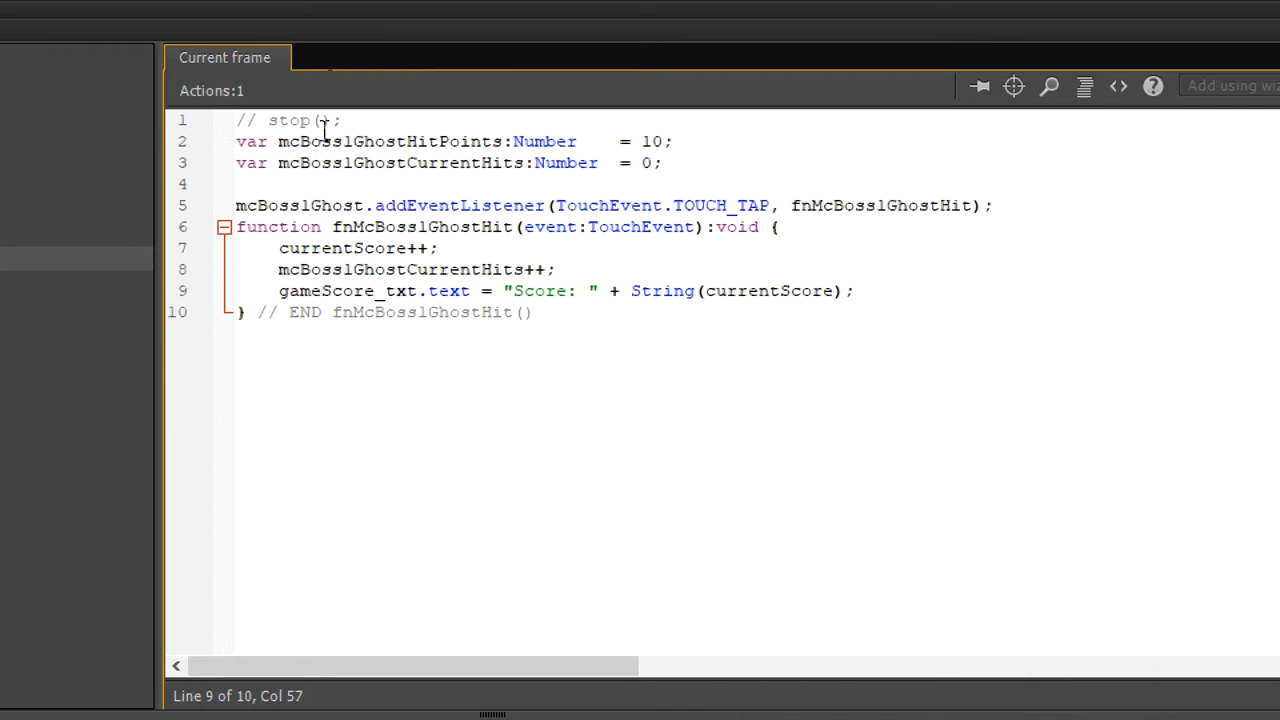 Current frame
Actions:1
Add using wiz
1 // stop();
2 var mcBoss1GhostHitPoints:Number = 10;
3 var mcBoss1GhostCurrentHits:Number = 0;
4
5 mcBoss1Ghost.addEventListener(TouchEvent.TOUCH_TAP, fnMcBoss1GhostHit);
6 function fnMcBoss1GhostHit(event:TouchEvent):void {
7 currentScore++;
8 mcBoss1GhostCurrentHits++;
9 gameScore_txt.text = "Score: " + String(currentScore);
10 } // END fnMcBoss1GhostHit()
Line 9 of 10, Col 57